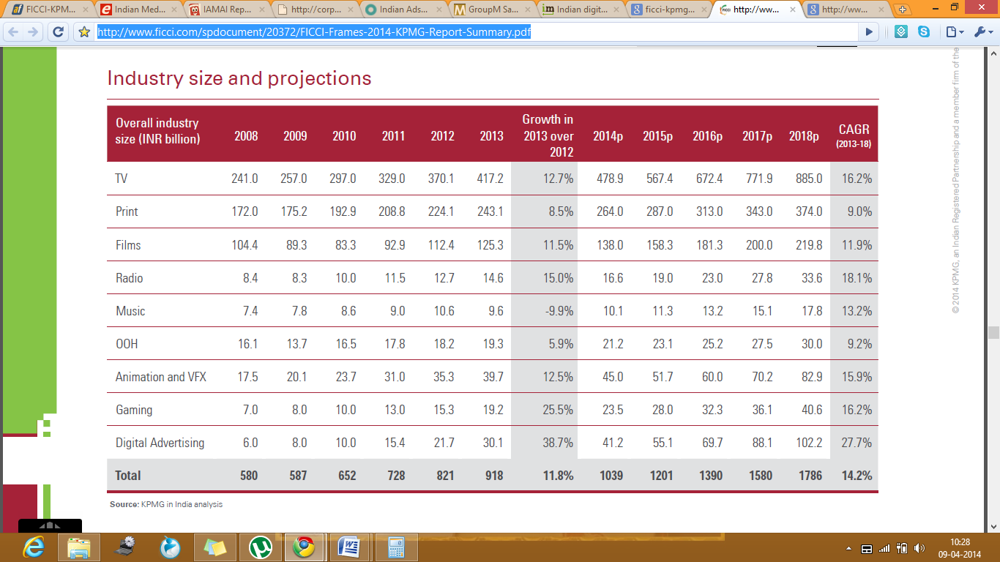 FICCI-KPM...
Indian Med...
IAMAI Rep...
http://corp...
Indian Ads...
GroupM Sa...
Indian digit...
ficci-kpmg...
http://ww...
http://ww...
http://www.ficci.com/spdocument/20372/FICCI-Frames-2014-KPMG-Report-Summary.pdf
Industry size and projections
Overall industry size (INR billion) 2008 2009 2010 2011 2012 2013 Growth in 2013 over 2012 2014p 2015p 2016p 2017p 2018p CAGR (2013-18)
TV 241.0 257.0 297.0 329.0 370.1 417.2 12.7% 478.9 567.4 672.4 771.9 885.0 16.2%
Print 172.0 175.2 192.9 208.8 224.1 243.1 8.5% 264.0 287.0 313.0 343.0 374.0 9.0%
Films 104.4 89.3 83.3 92.9 112.4 125.3 11.5% 138.0 158.3 181.3 200.0 219.8 11.9%
Radio 8.4 8.3 10.0 11.5 12.7 14.6 15.0% 16.6 19.0 23.0 27.8 33.6 18.1%
Music 7.4 7.8 8.6 9.0 10.6 9.6 -9.9% 10.1 11.3 13.2 15.1 17.8 13.2%
OOH 16.1 13.7 16.5 17.8 18.2 19.3 5.9% 21.2 23.1 25.2 27.5 30.0 9.2%
Animation and VFX 17.5 20.1 23.7 31.0 35.3 39.7 12.5% 45.0 51.7 60.0 70.2 82.9 15.9%
Gaming 7.0 8.0 10.0 13.0 15.3 19.2 25.5% 23.5 28.0 32.3 36.1 40.6 16.2%
Digital Advertising 6.0 8.0 10.0 15.4 21.7 30.1 38.7% 41.2 55.1 69.7 88.1 102.2 27.7%
Total 580 587 652 728 821 918 11.8% 1039 1201 1390 1580 1786 14.2%
Source: KPMG in India analysis
© 2014 KPMG, an Indian Registered Partnership and a member firm of the
10:28
09-04-2014